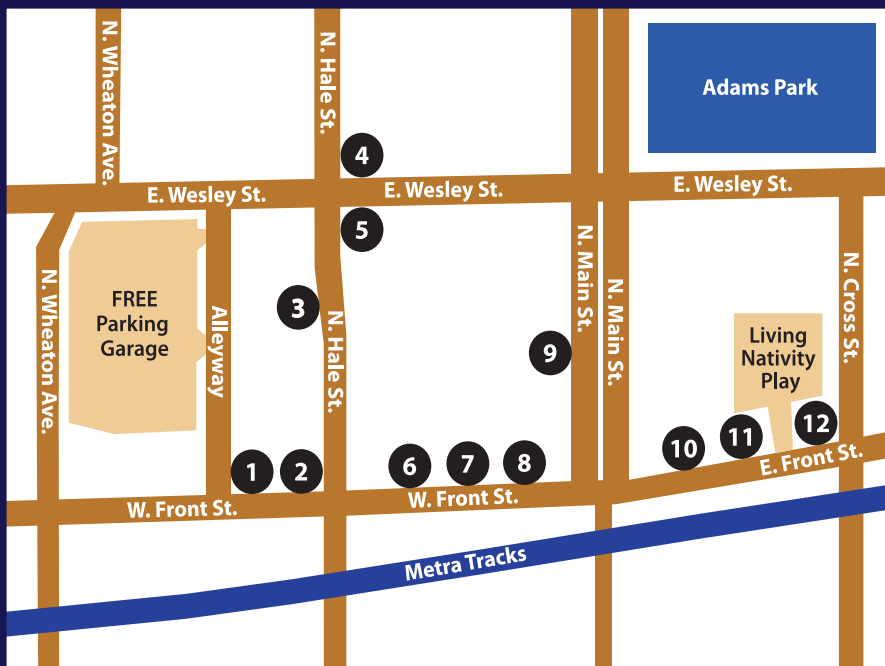 N. Wheaton Ave.
N. Hale St.
Adams Park
4
E. Wesley St.
E. Wesley St.
E. Wesley St.
5
N. Wheaton Ave.
FREE
Parking
Garage
Alleyway
3
N. Hale St.
N. Main St.
N. Main St.
9
N. Cross St.
Living
Nativity
Play
1
2
6
7
8
10
11
12
W. Front St.
W. Front St.
E. Front St.
Metra Tracks